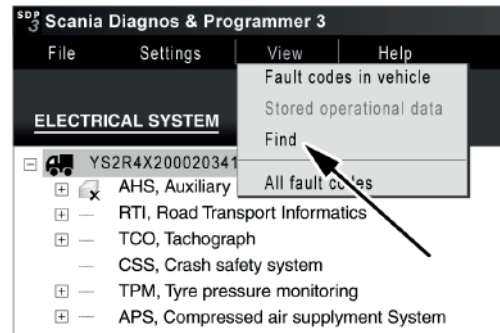 SDP3 Scania Diagnos & Programmer 3
File Settings View Help
Fault codes in vehicle
Stored operational data
Find
All fault codes
ELECTRICAL SYSTEM
YS2R4X200020341
AHS, Auxiliary
RTI, Road Transport Informatics
TCO, Tachograph
CSS, Crash safety system
TPM, Tyre pressure monitoring
APS, Compressed air supplyment System